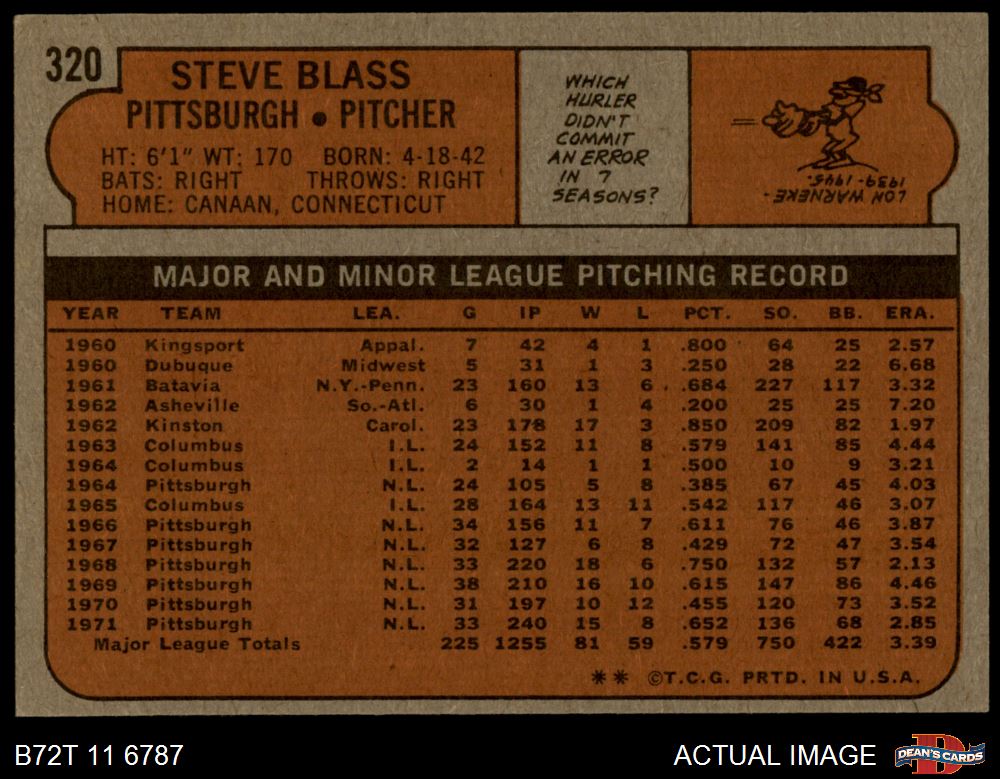 320
STEVE BLASS
PITTSBURGH • PITCHER
HT: 6'1" WT: 170 BORN: 4-18-42
BATS: RIGHT THROWS: RIGHT
HOME: CANAAN, CONNECTICUT
WHICH
HURLER
DIDN'T
COMMIT
AN ERROR
IN 7
SEASONS?
LON WARNEKE-
1939-1945.
MAJOR AND MINOR LEAGUE PITCHING RECORD
YEAR TEAM LEA. G IP W L PCT. SO. BB. ERA.
1960 Kingsport Appal. 7 42 4 1 .800 64 25 2.57
1960 Dubuque Midwest 5 31 1 3 .250 28 22 6.68
1961 Batavia N.Y.-Penn. 23 160 13 6 .684 227 117 3.32
1962 Asheville So.-Atl. 6 30 1 4 .200 25 25 7.20
1962 Kinston Carol. 23 178 17 3 .850 209 82 1.97
1963 Columbus I.L. 24 152 11 8 .579 141 85 4.44
1964 Columbus I.L. 2 14 1 1 .500 10 9 3.21
1964 Pittsburgh N.L. 24 105 5 8 .385 67 45 4.03
1965 Columbus I.L. 28 164 13 11 .542 117 46 3.07
1966 Pittsburgh N.L. 34 156 11 7 .611 76 46 3.87
1967 Pittsburgh N.L. 32 127 6 8 .429 72 47 3.54
1968 Pittsburgh N.L. 33 220 18 6 .750 132 57 2.13
1969 Pittsburgh N.L. 38 210 16 10 .615 147 86 4.46
1970 Pittsburgh N.L. 31 197 10 12 .455 120 73 3.52
1971 Pittsburgh N.L. 33 240 15 8 .652 136 68 2.85
Major League Totals 225 1255 81 59 .579 750 422 3.39
** ©T.C.G. PRTD. IN U.S.A.
B72T 11 6787
ACTUAL IMAGE
D
DEAN'S CARDS